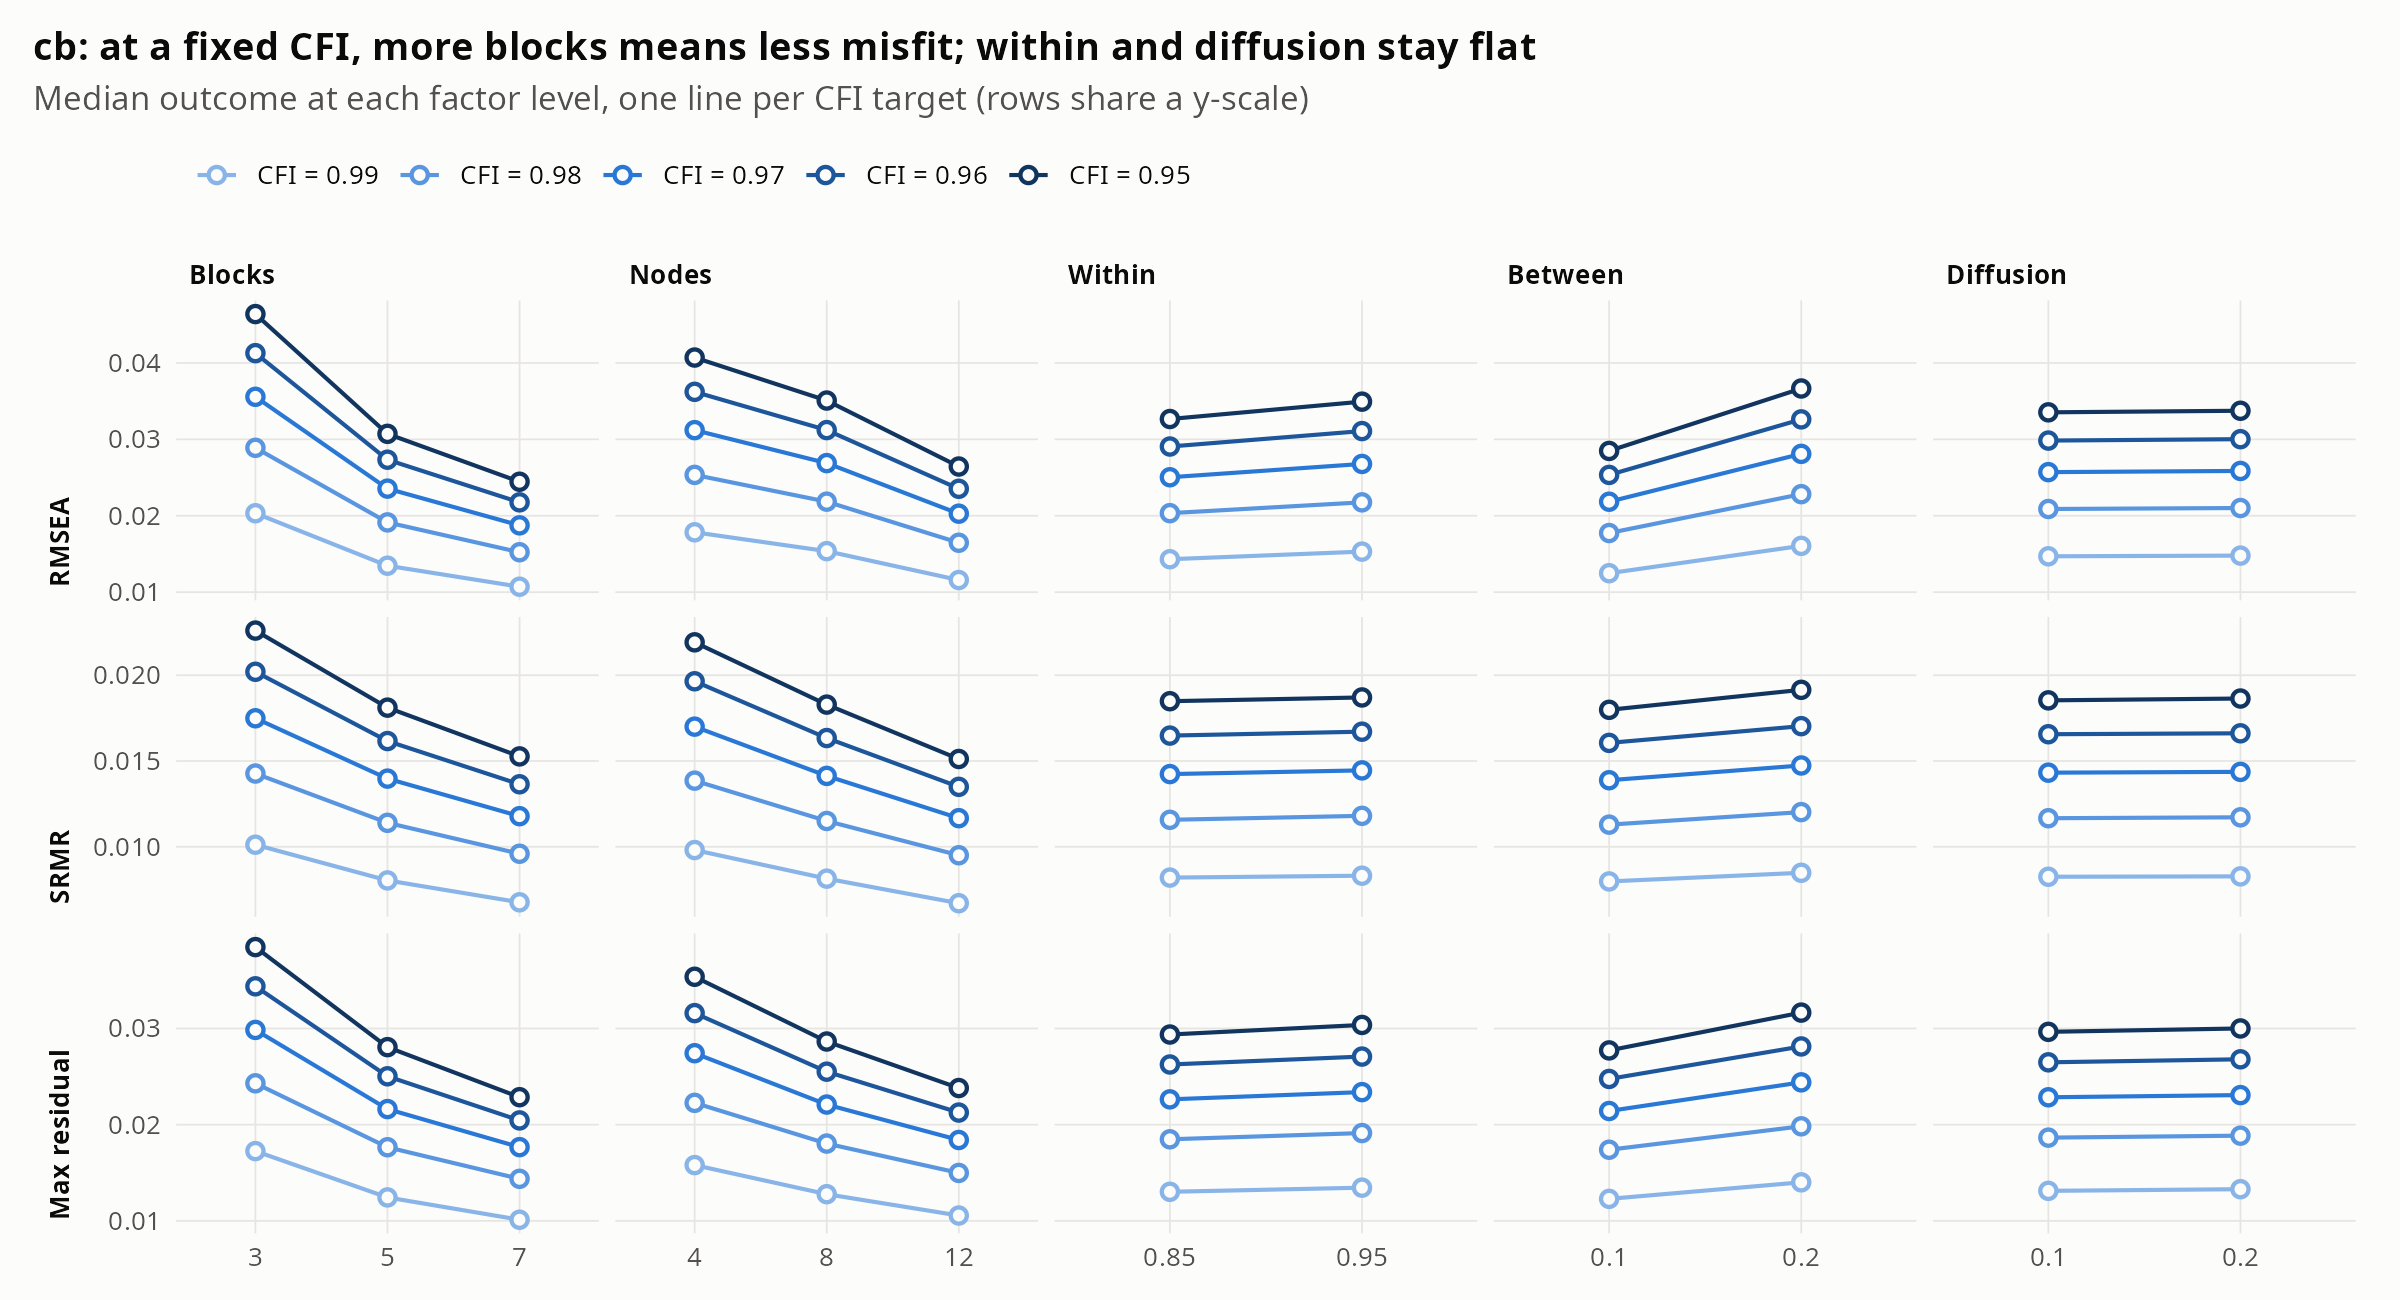 cb: at a fixed CFI, more blocks means less misfit; within and diffusion stay flat
Median outcome at each factor level, one line per CFI target (rows share a y-scale)
CFI = 0.99 CFI = 0.98 CFI = 0.97 CFI = 0.96 CFI = 0.95
Blocks Nodes Within Between Diffusion
RMSEA
0.04
0.03
0.02
0.01
SRMR
0.020
0.015
0.010
Max residual
0.03
0.02
0.01
3 5 7 4 8 12 0.85 0.95 0.1 0.2 0.1 0.2